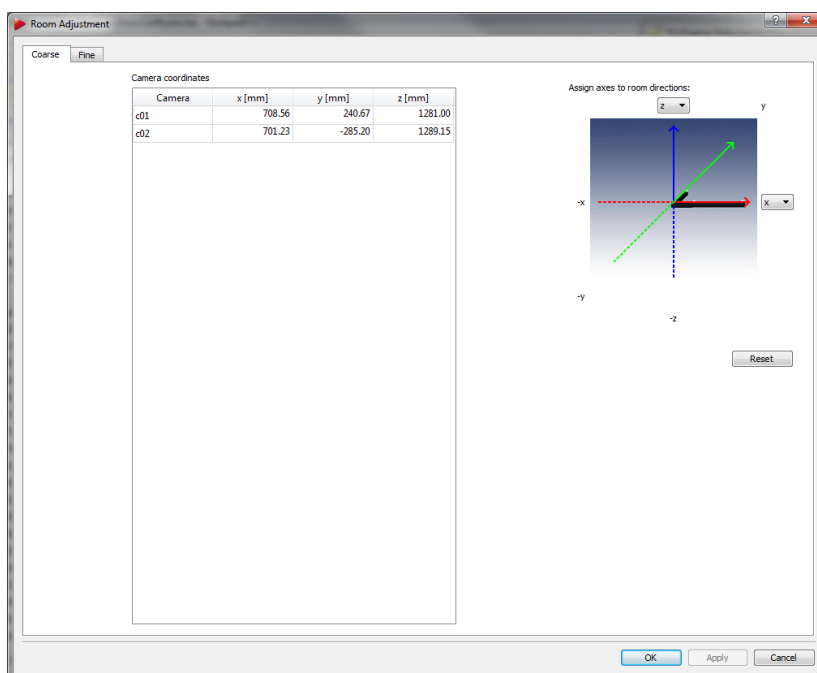 Room Adjustment
Coarse Fine
Camera coordinates
Camera x [mm] y [mm] z [mm]
c01 708.56 240.67 1281.00
c02 701.23 -285.20 1289.15
Assign axes to room directions:
z y
-x x
-y
-z
Reset
OK Apply Cancel